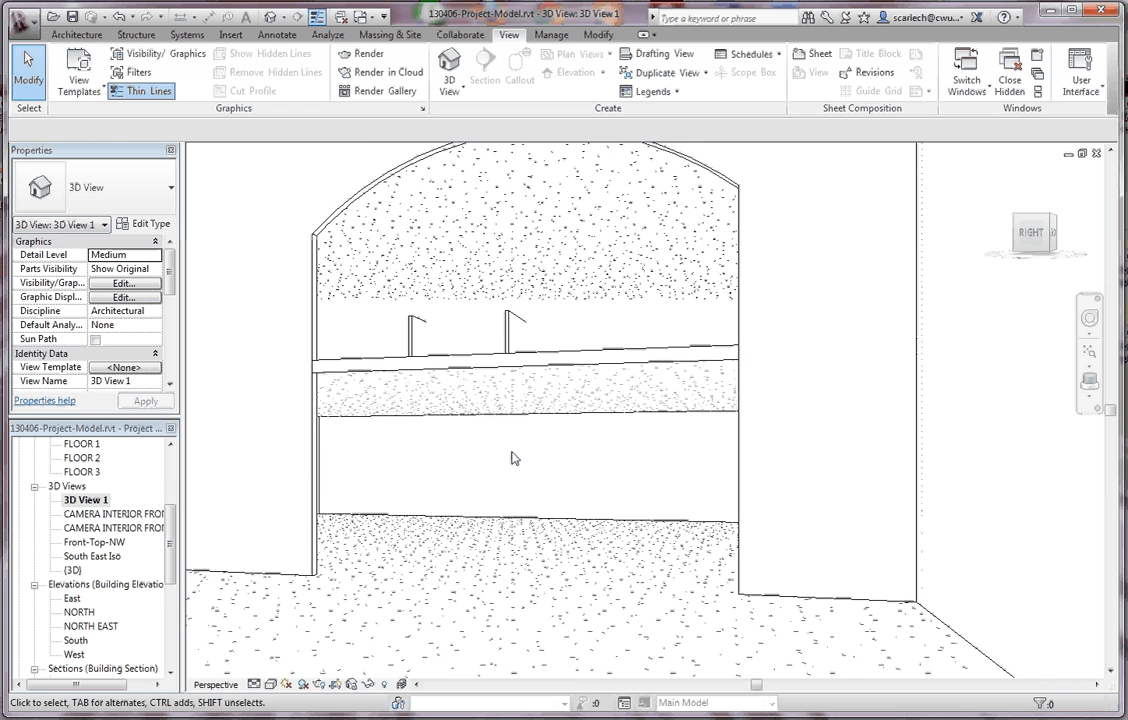 130406-Project-Model.rvt - 3D View: 3D View 1
Type a keyword or phrase
scarlech@cwu...
Architecture Structure Systems Insert Annotate Analyze Massing & Site Collaborate View Manage Modify
Modify
View Templates
Visibility/ Graphics
Filters
Thin Lines
Show Hidden Lines
Remove Hidden Lines
Cut Profile
Render
Render in Cloud
Render Gallery
3D View
Section
Callout
Plan Views
Elevation
Drafting View
Duplicate View
Legends
Schedules
Scope Box
Sheet
View
Title Block
Revisions
Guide Grid
Switch Windows
Close Hidden
User Interface
Select
Graphics
Create
Sheet Composition
Windows
Properties
3D View
3D View: 3D View 1
Edit Type
Graphics
Detail Level Medium
Parts Visibility Show Original
Visibility/Grap... Edit...
Graphic Displ... Edit...
Discipline Architectural
Default Analy... None
Sun Path
Identity Data
View Template <None>
View Name 3D View 1
Properties help
Apply
130406-Project-Model.rvt - Project ...
FLOOR 1
FLOOR 2
FLOOR 3
3D Views
3D View 1
CAMERA INTERIOR FROI
CAMERA INTERIOR FROI
Front-Top-NW
South East Iso
{3D}
Elevations (Building Elevatio
East
NORTH
NORTH EAST
South
West
Sections (Building Section)
RIGHT
Perspective
Click to select, TAB for alternates, CTRL adds, SHIFT unselects.
:0
Main Model
:0